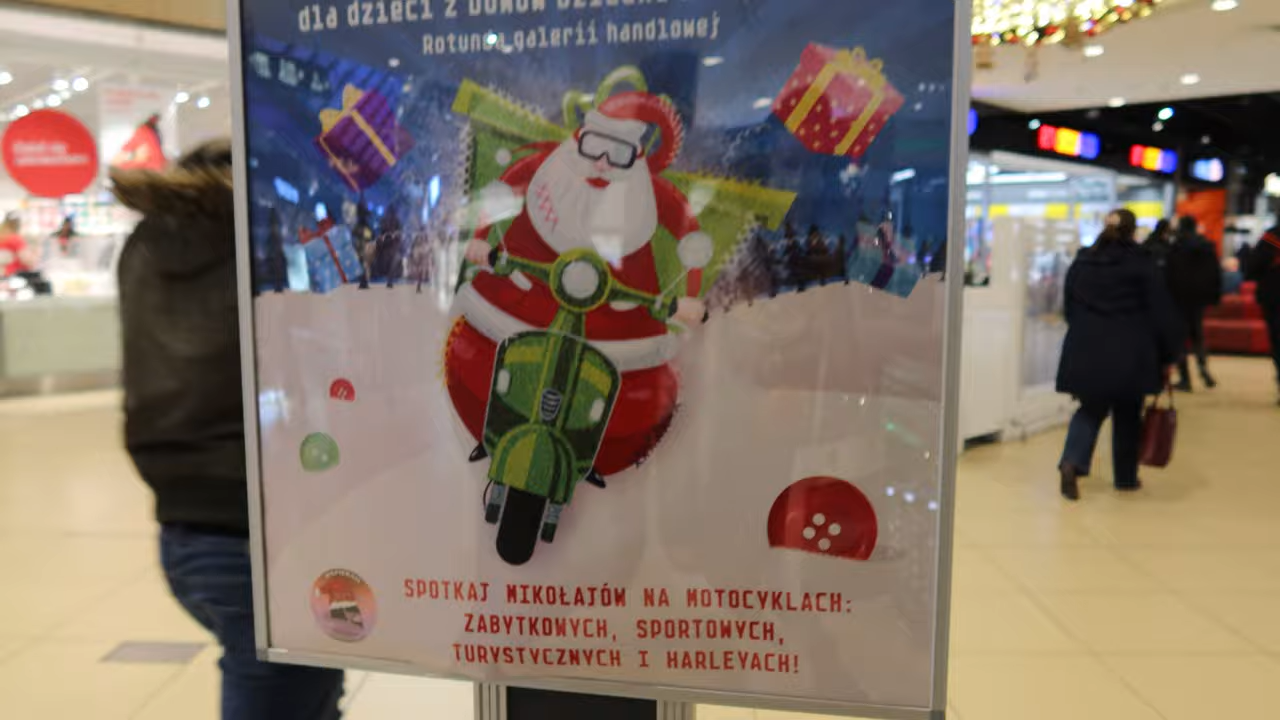 dla dzieci z Domów Dziecka
Rotunda galerii handlowej
SPOTKAJ MIKOŁAJÓW NA MOTOCYKLACH:
ZABYTKOWYCH, SPORTOWYCH,
TURYSTYCZNYCH I HARLEYACH!